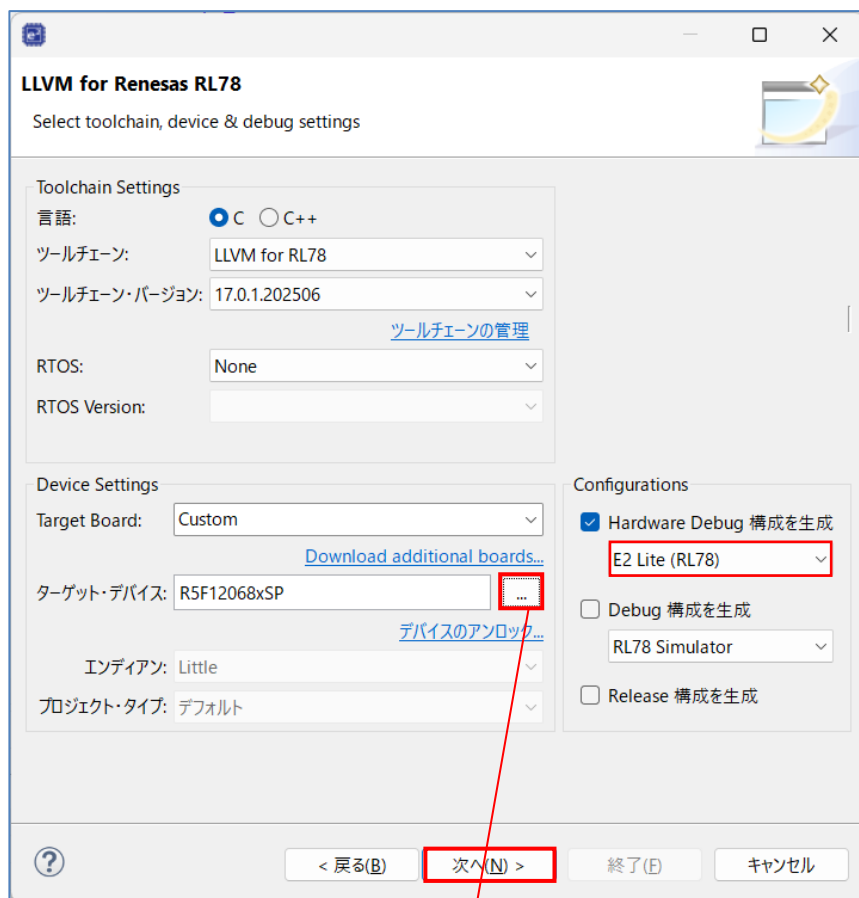 LLVM for Renesas RL78
Select toolchain, device & debug settings
Toolchain Settings
言語: C C++
ツールチェーン: LLVM for RL78
ツールチェーン・バージョン: 17.0.1.202506
ツールチェーンの管理
RTOS: None
RTOS Version:
Device Settings
Target Board: Custom
Download additional boards...
ターゲット・デバイス: R5F12068xSP ...
デバイスのアンロック...
エンディアン: Little
プロジェクト・タイプ: デフォルト
Configurations
Hardware Debug 構成を生成
E2 Lite (RL78)
Debug 構成を生成
RL78 Simulator
Release 構成を生成
? < 戻る(B) 次へ(N) > 終了(F) キャンセル